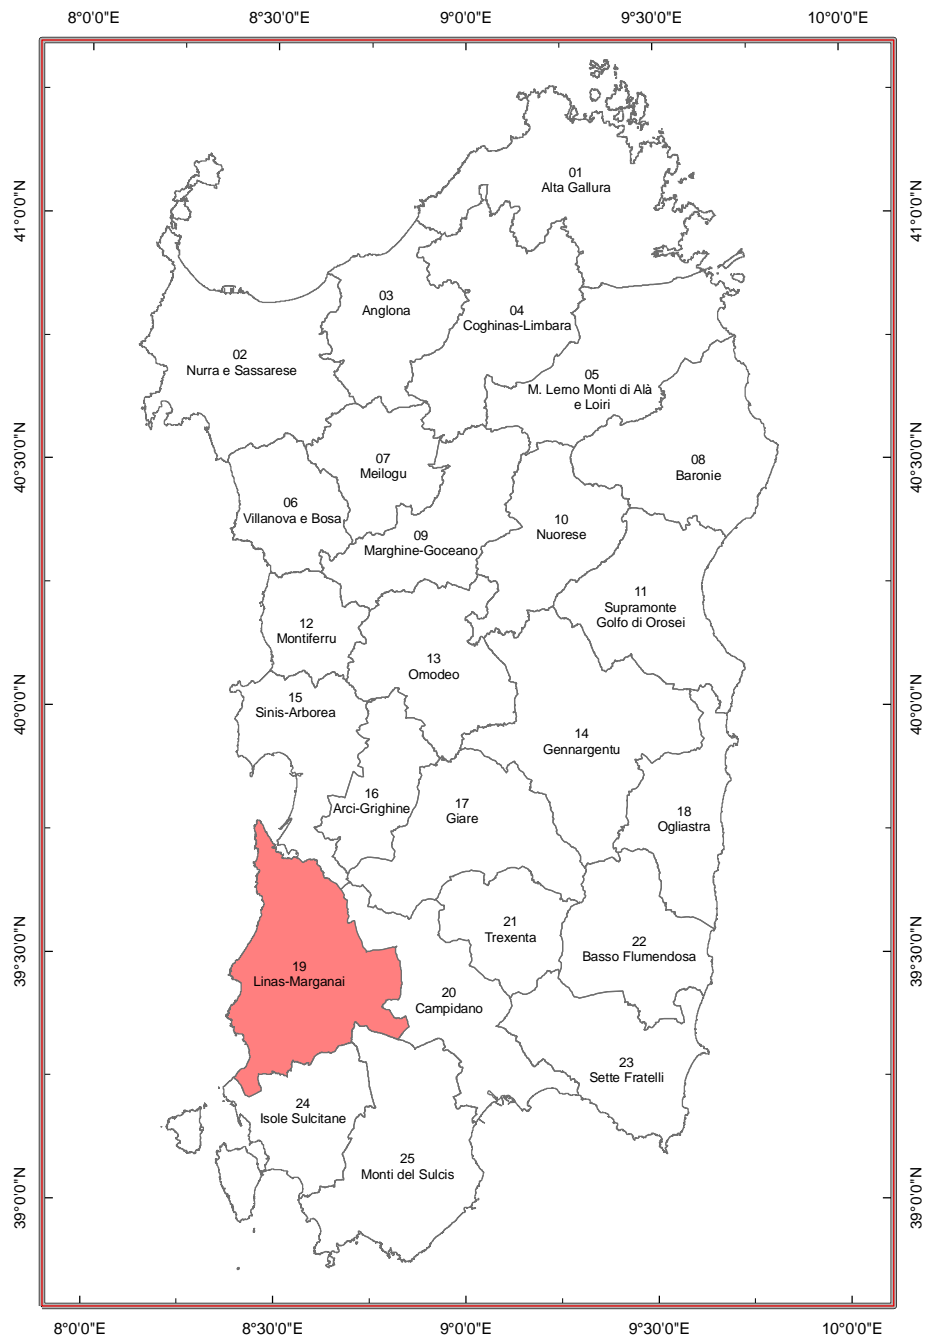 8°0'0"E 8°30'0"E 9°0'0"E 9°30'0"E 10°0'0"E
41°0'0"N
41°0'0"N
40°30'0"N
40°30'0"N
40°0'0"N
40°0'0"N
39°30'0"N
39°30'0"N
39°0'0"N
39°0'0"N
01
Alta Gallura
02
Nurra e Sassarese
03
Anglona
04
Coghinas-Limbara
05
M. Lerno Monti di Alà
e Loiri
06
Villanova e Bosa
07
Meilogu
08
Baronie
09
Marghine-Goceano
10
Nuorese
11
Supramonte
Golfo di Orosei
12
Montiferru
13
Omodeo
14
Gennargentu
15
Sinis-Arborea
16
Arci-Grighine
17
Giare
18
Ogliastra
19
Linas-Marganai
20
Campidano
21
Trexenta
22
Basso Flumendosa
23
Sette Fratelli
24
Isole Sulcitane
25
Monti del Sulcis
8°0'0"E 8°30'0"E 9°0'0"E 9°30'0"E 10°0'0"E